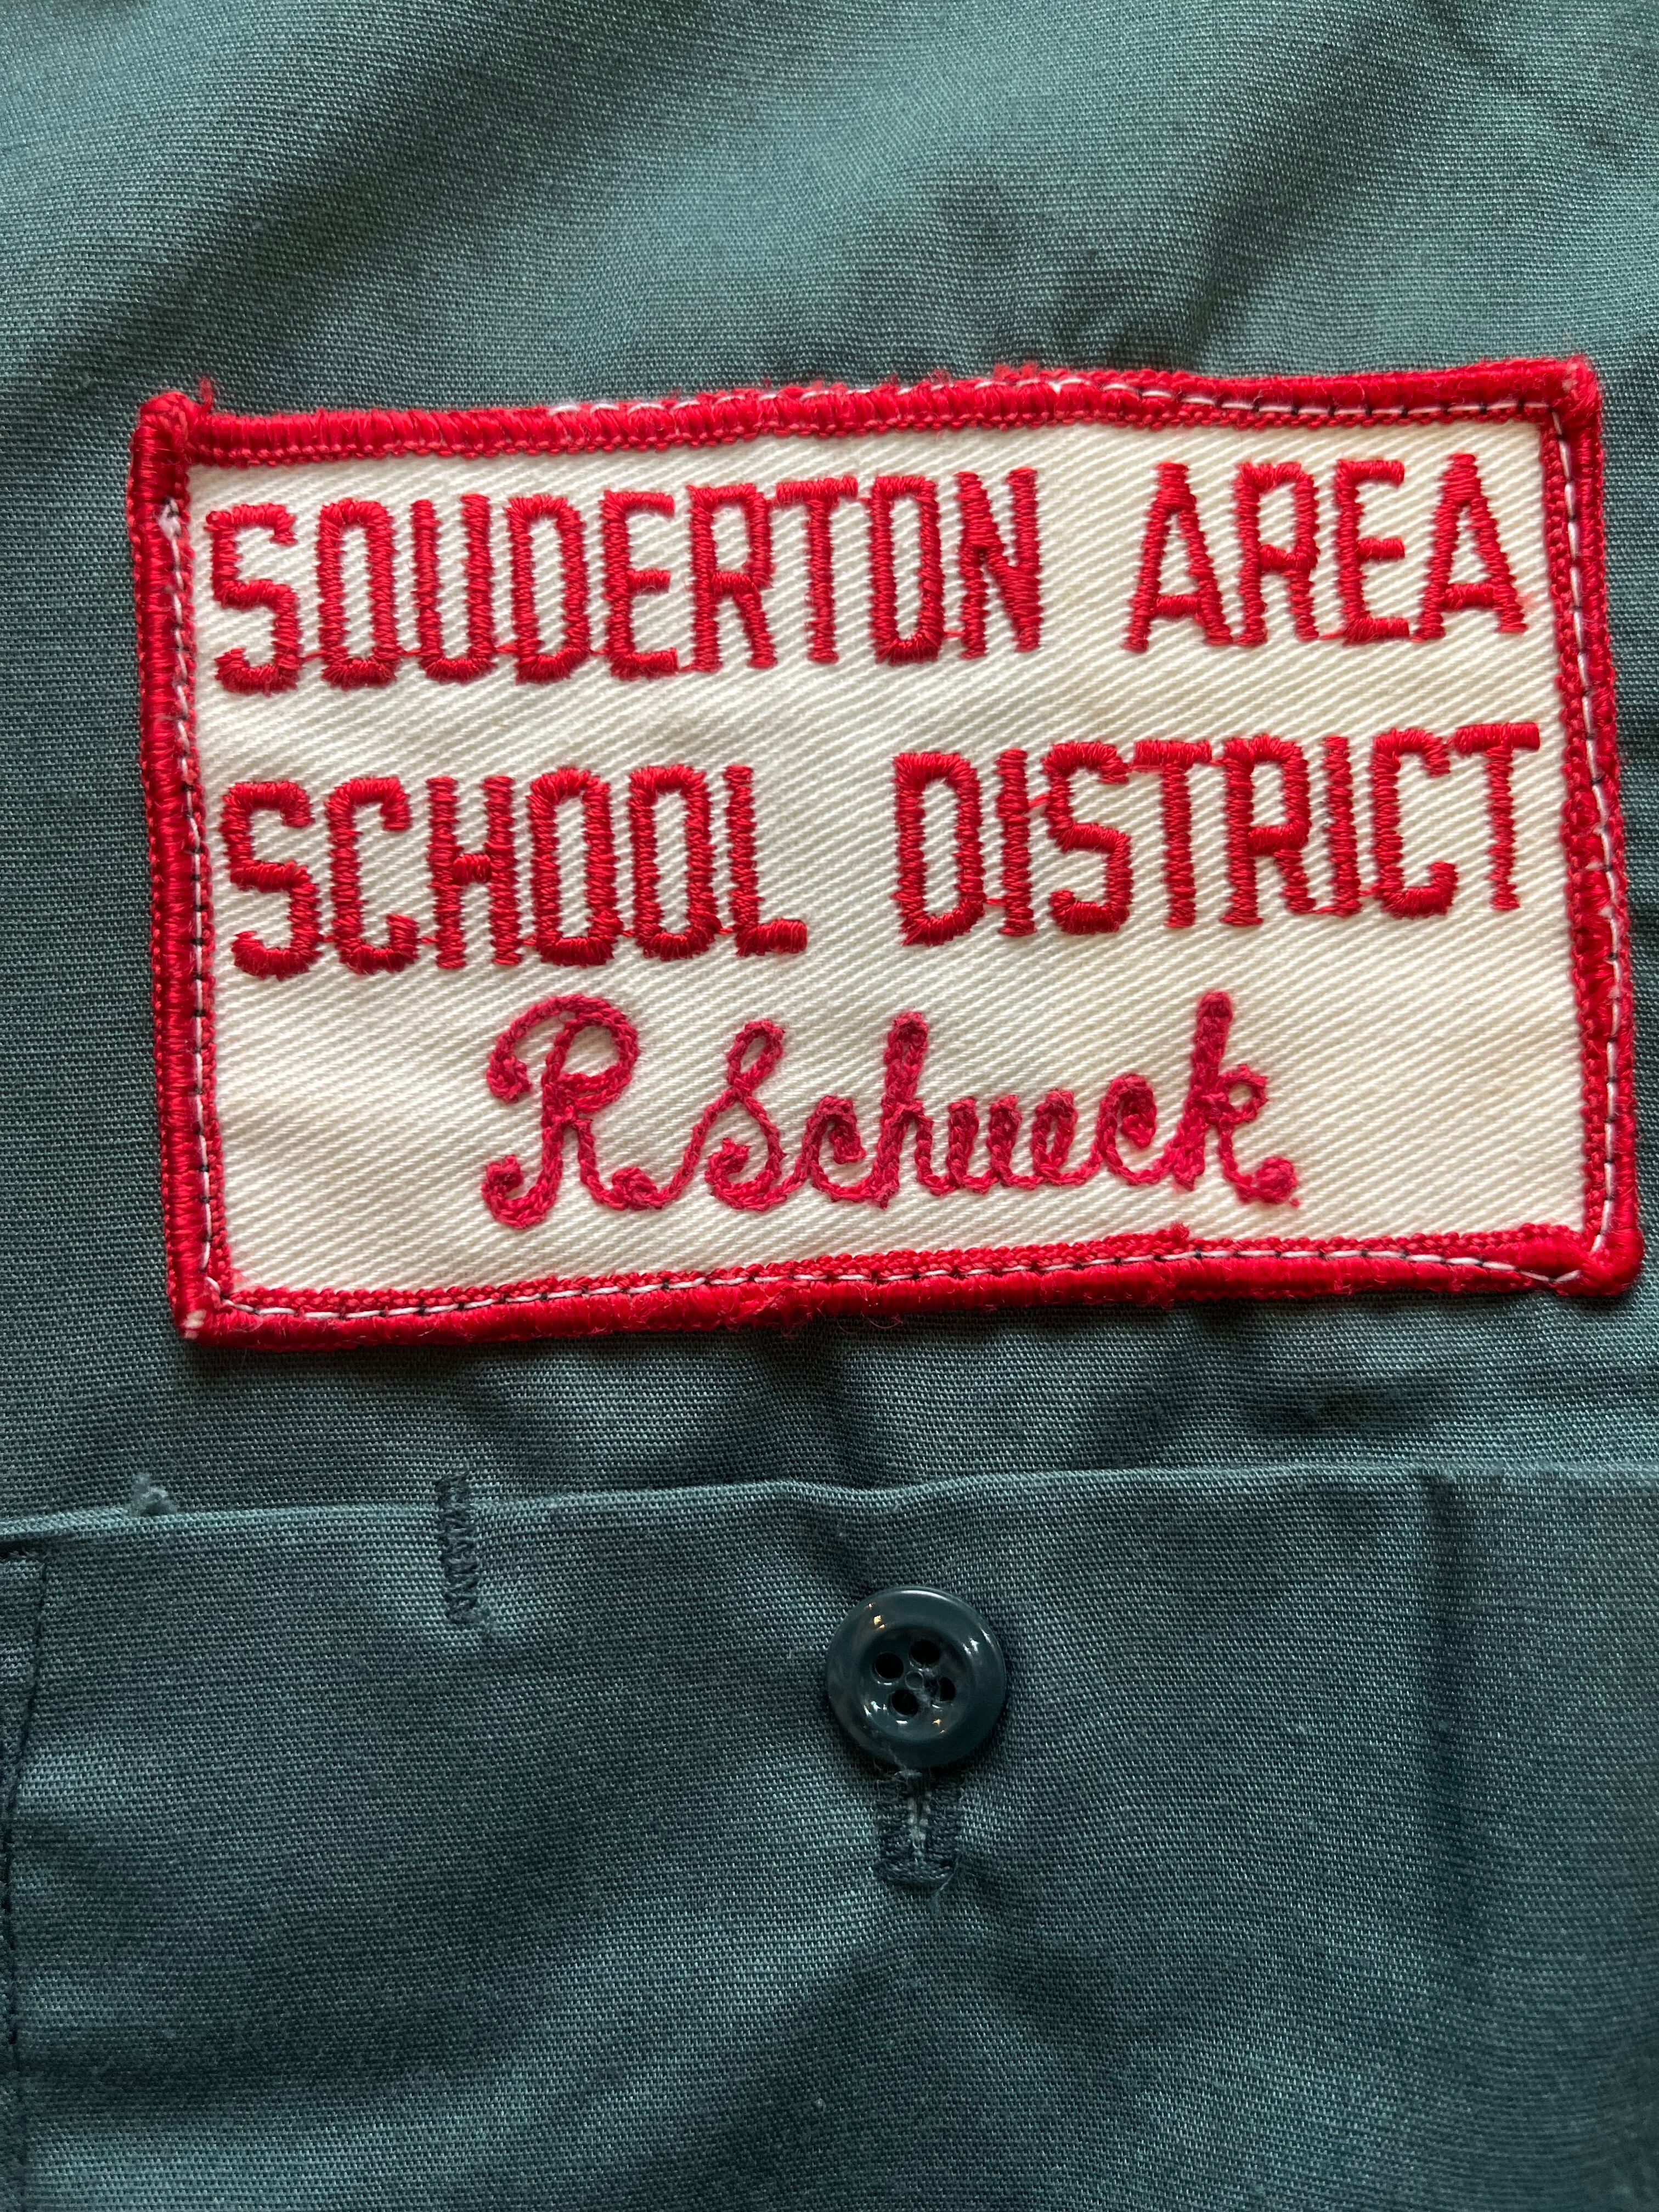 SOUDERTON AREA
SCHOOL DISTRICT
R Schueck